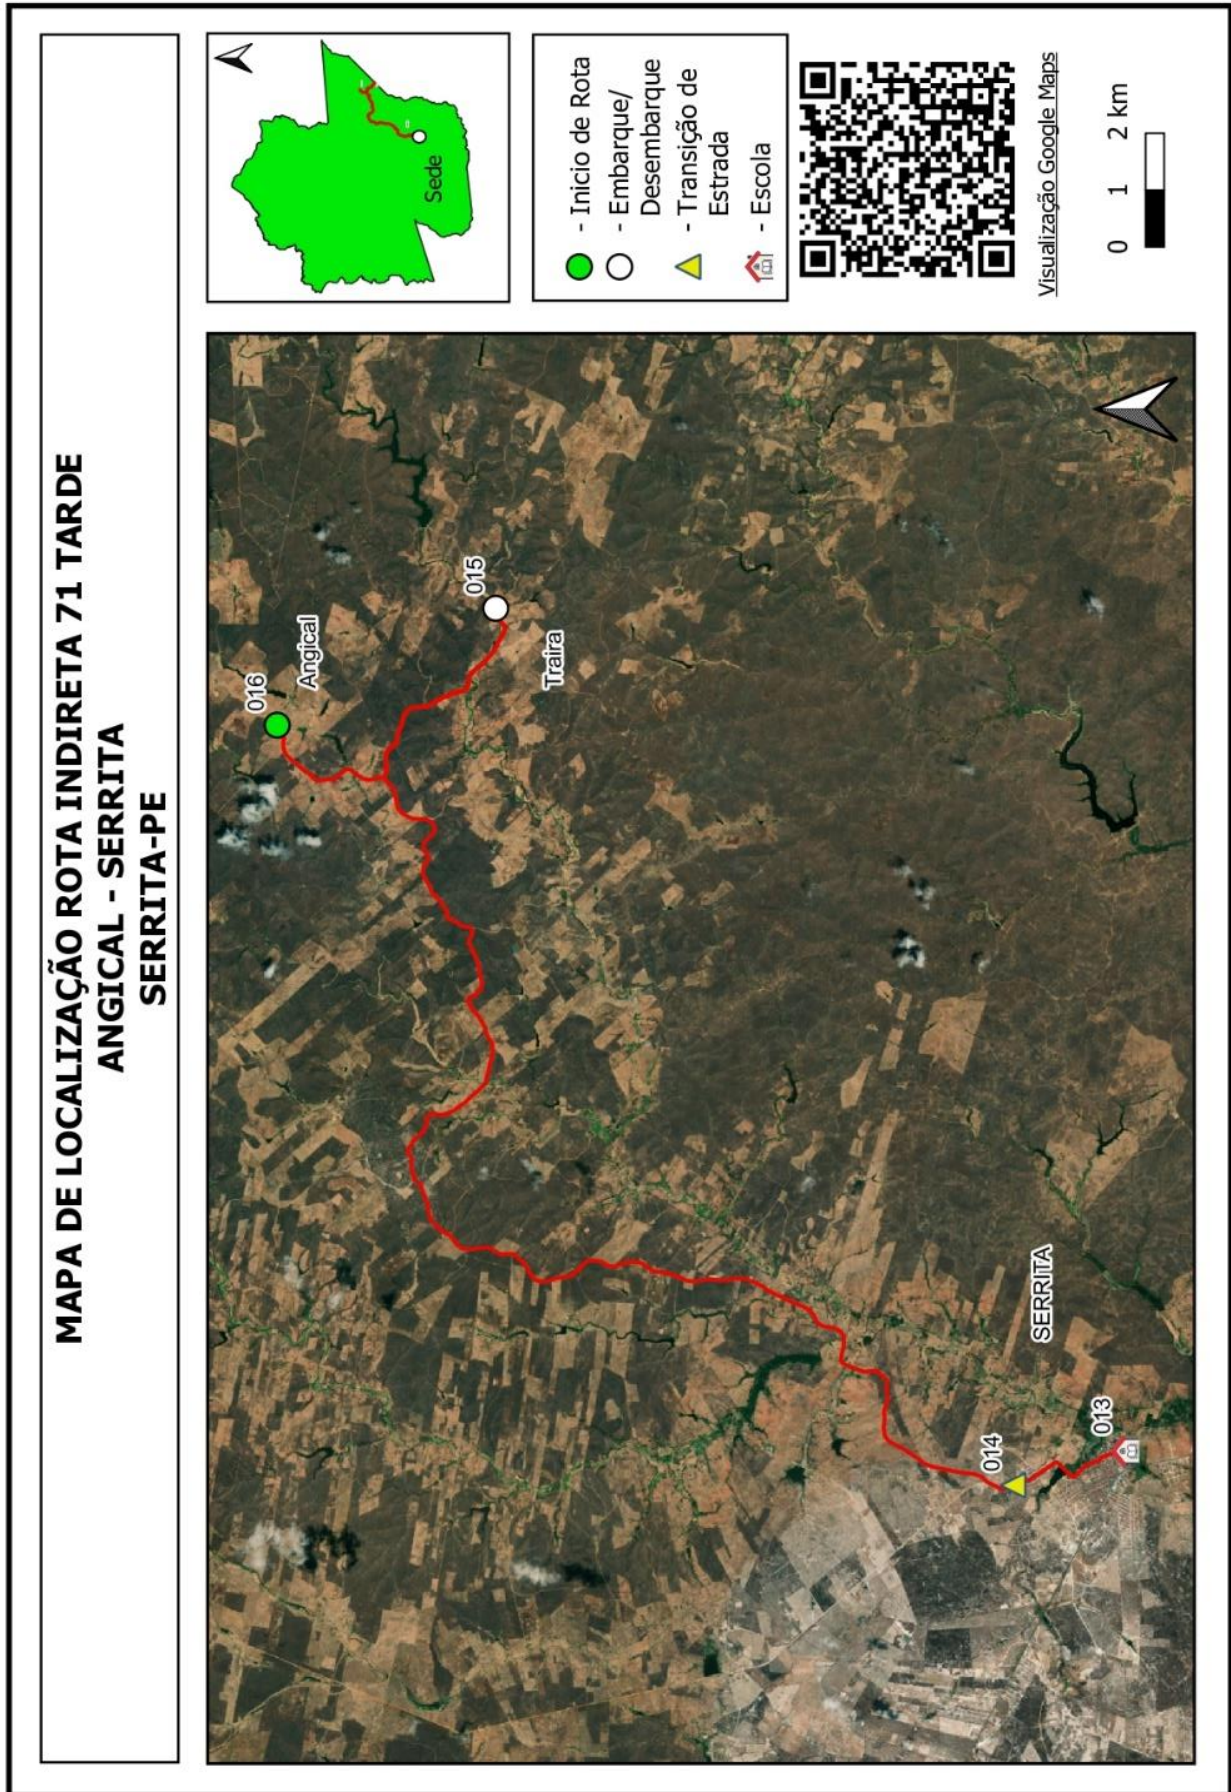 MAPA DE LOCALIZAÇÃO ROTA INDIRETA 71 TARDE
ANGICAL - SERRITA
SERRITA-PE
016
Angical
015
Traira
SERRITA
014
013
Sede
- Inicio de Rota
- Embarque/
Desembarque
- Transição de
Estrada
- Escola
Visualização Google Maps
0 1 2 km